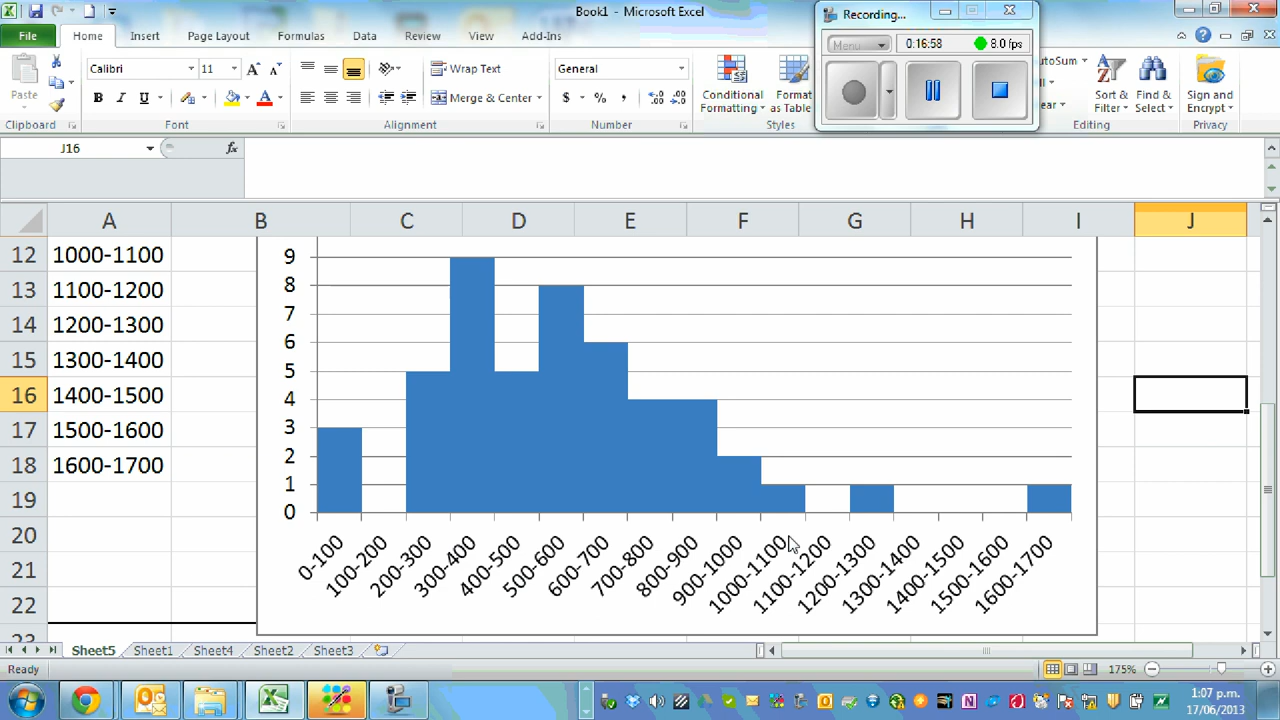 Book1 - Microsoft Excel
Recording...
File Home Insert Page Layout Formulas Data Review View Add-Ins
Menu 0:16:58 8.0 fps
Paste
Calibri 11
B I U
Wrap Text
Merge & Center
General
$ % ,
Conditional Formatting
Format as Table
AutoSum
Sort & Filter
Find & Select
Sign and Encrypt
Clipboard Font Alignment Number Styles Editing Privacy
J16 fx
A B C D E F G H I J
12 1000-1100
13 1100-1200
14 1200-1300
15 1300-1400
16 1400-1500
17 1500-1600
18 1600-1700
19
20
21
22
23
9
8
7
6
5
4
3
2
1
0
0-100
100-200
200-300
300-400
400-500
500-600
600-700
700-800
800-900
900-1000
1000-1100
1100-1200
1200-1300
1300-1400
1400-1500
1500-1600
1600-1700
Sheet5 Sheet1 Sheet4 Sheet2 Sheet3
Ready 175%
1:07 p.m.
17/06/2013